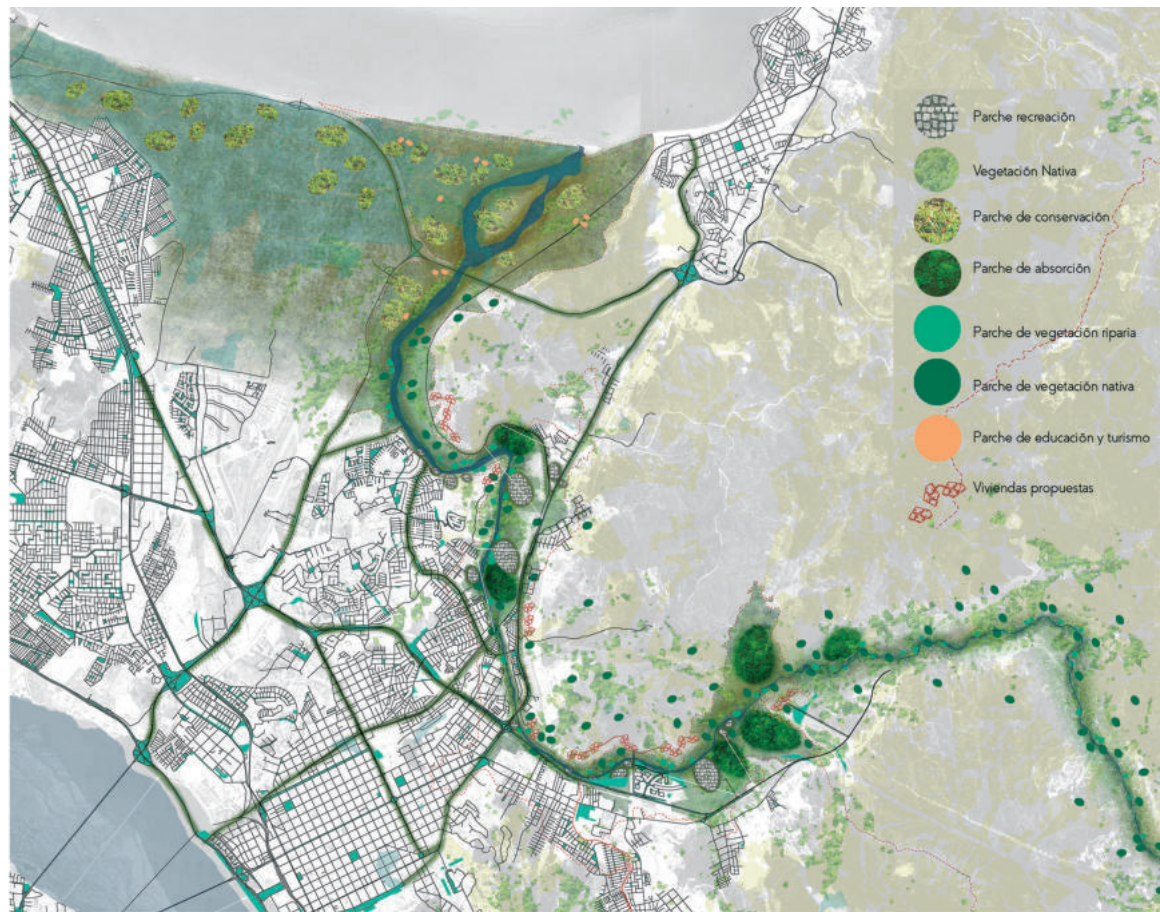 Parche recreación
Vegetación Nativa
Parche de conservación
Parche de absorción
Parche de vegetación riparia
Parche de vegetación nativa
Parche de educación y turismo
Viviendas propuestas